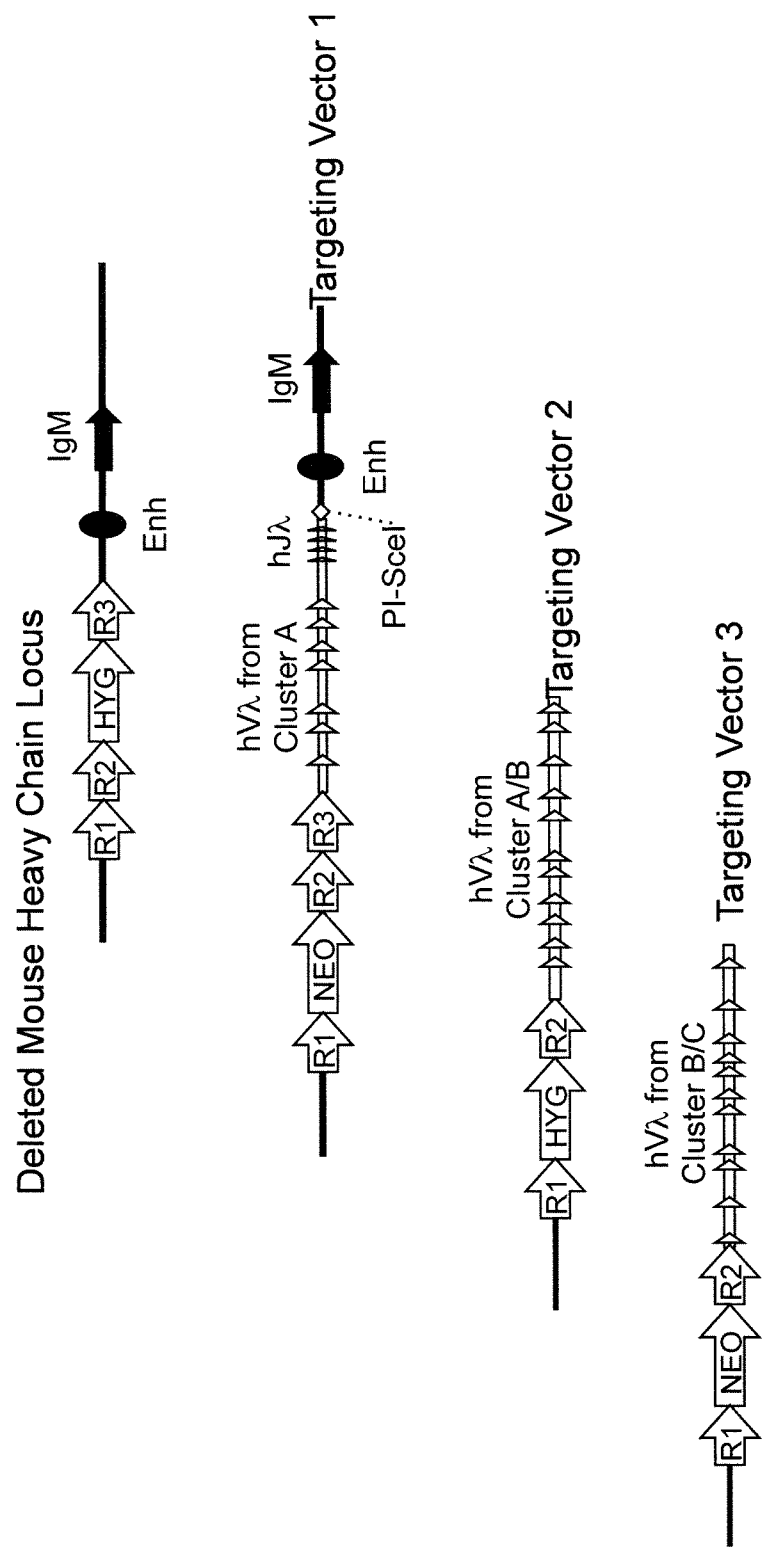 Deleted Mouse Heavy Chain Locus
R1 R2 HYG R3
Enh
IgM
hVλ from
Cluster A
hJλ
IgM
R1 NEO R2 R3
PI-SceI
Enh
Targeting Vector 1
hVλ from
Cluster A/B
R1 HYG R2
Targeting Vector 2
hVλ from
Cluster B/C
R1 NEO R2
Targeting Vector 3